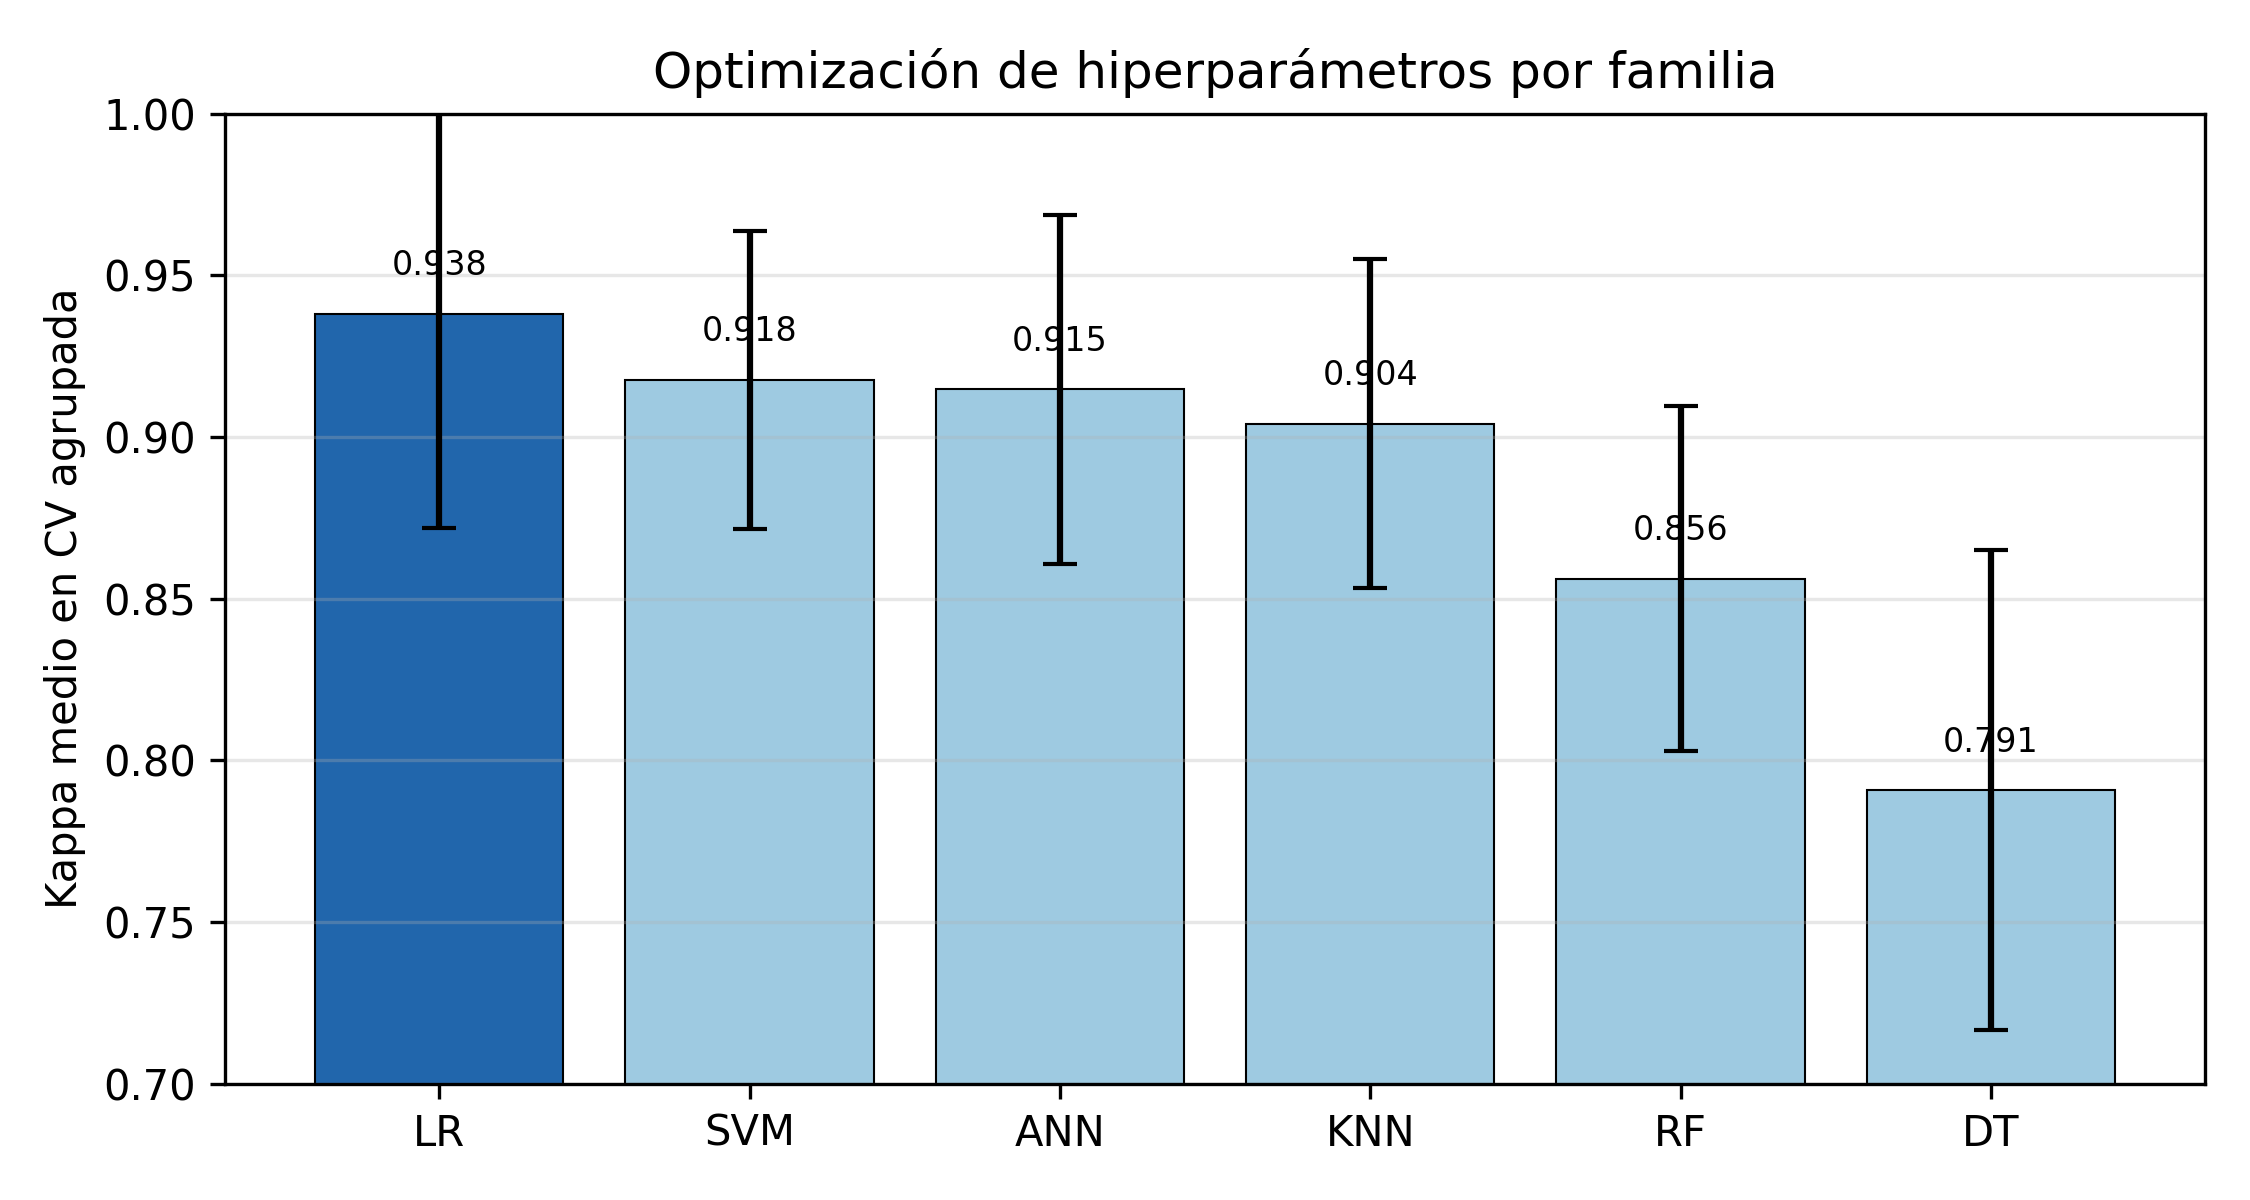 Optimización de hiperparámetros por familia
Kappa medio en CV agrupada
1.00
0.95
0.90
0.85
0.80
0.75
0.70
0.938
0.918
0.915
0.904
0.856
0.791
LR
SVM
ANN
KNN
RF
DT